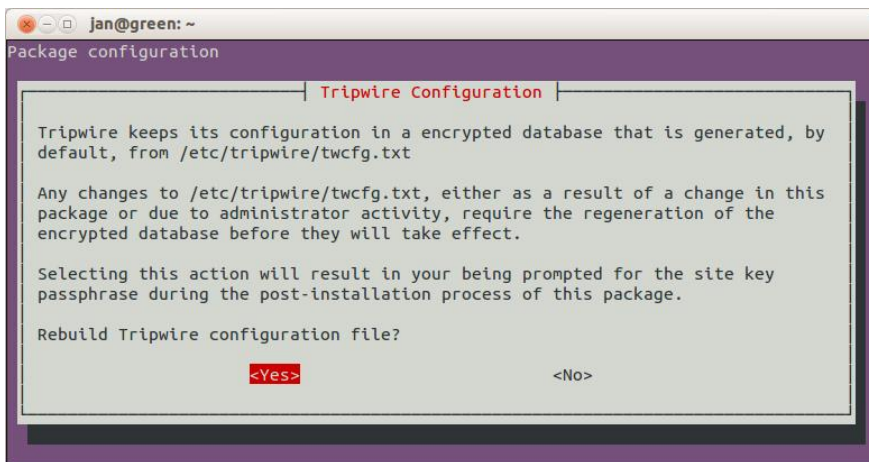 jan@green: ~
Package configuration
Tripwire Configuration
Tripwire keeps its configuration in a encrypted database that is generated, by
default, from /etc/tripwire/twcfg.txt
Any changes to /etc/tripwire/twcfg.txt, either as a result of a change in this
package or due to administrator activity, require the regeneration of the
encrypted database before they will take effect.
Selecting this action will result in your being prompted for the site key
passphrase during the post-installation process of this package.
Rebuild Tripwire configuration file?
<Yes> <No>